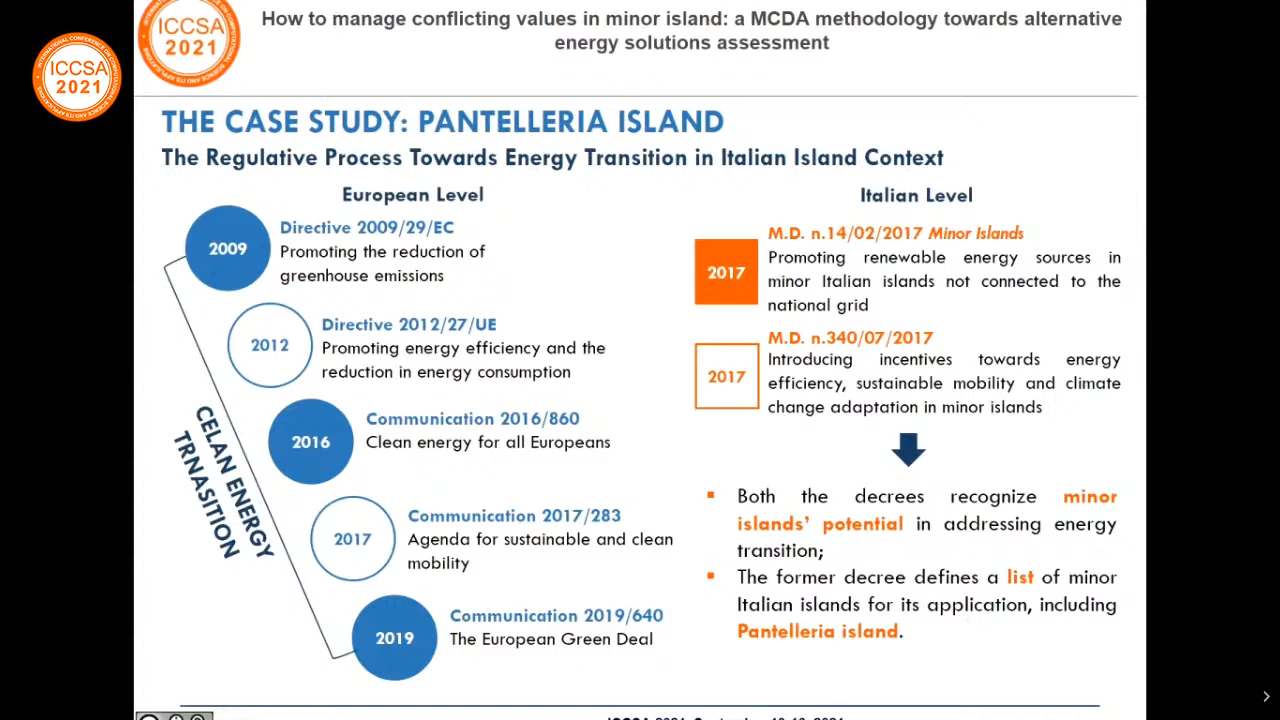 ICCSA
2021
ICCSA
2021
How to manage conflicting values in minor island: a MCDA methodology towards alternative
energy solutions assessment
THE CASE STUDY: PANTELLERIA ISLAND
The Regulative Process Towards Energy Transition in Italian Island Context
European Level
2009
Directive 2009/29/EC
Promoting the reduction of
greenhouse emissions
2012
Directive 2012/27/UE
Promoting energy efficiency and the
reduction in energy consumption
2016
Communication 2016/860
Clean energy for all Europeans
2017
Communication 2017/283
Agenda for sustainable and clean
mobility
2019
Communication 2019/640
The European Green Deal
CELAN ENERGY
TRNASITION
Italian Level
2017
M.D. n.14/02/2017 Minor Islands
Promoting renewable energy sources in
minor Italian islands not connected to the
national grid
2017
M.D. n.340/07/2017
Introducing incentives towards energy
efficiency, sustainable mobility and climate
change adaptation in minor islands
Both the decrees recognize minor
islands' potential in addressing energy
transition;
The former decree defines a list of minor
Italian islands for its application, including
Pantelleria island.